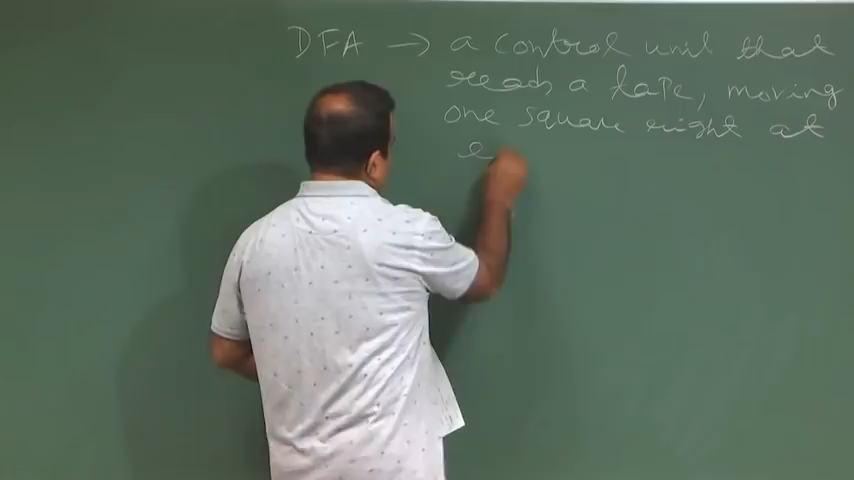 DFA → a control unit that
reads a tape, moving
one square right at
e